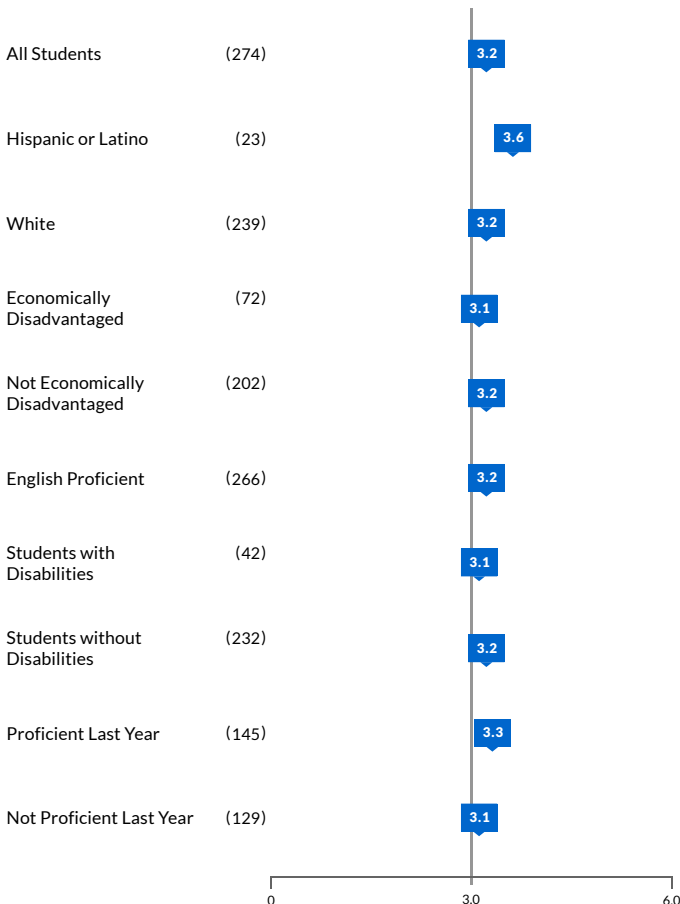 All Students (274) 3.2
Hispanic or Latino (23) 3.6
White (239) 3.2
Economically (72)
Disadvantaged
3.1
Not Economically (202)
Disadvantaged
3.2
English Proficient (266) 3.2
Students with (42)
Disabilities
3.1
Students without (232)
Disabilities
3.2
Proficient Last Year (145) 3.3
Not Proficient Last Year (129) 3.1
0 3.0 6.0